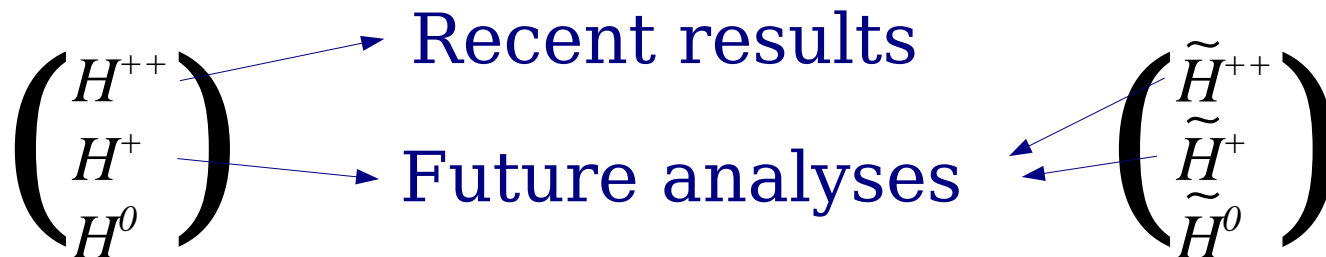 Recent results
H++
H+
H0
Future analyses
H̃++
H̃+
H̃0